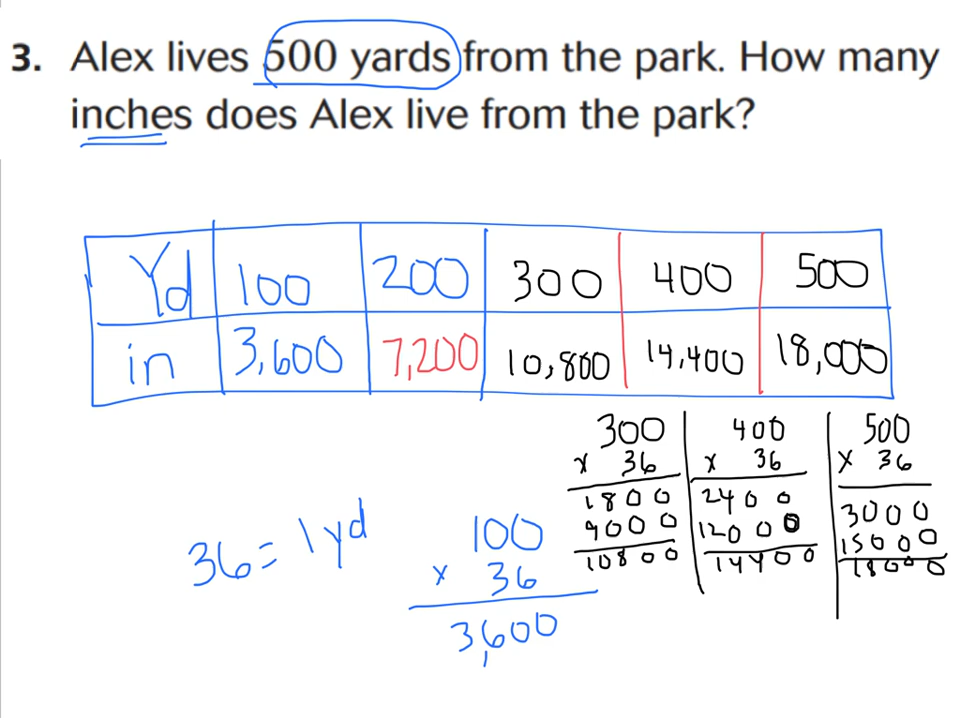 3. Alex lives 500 yards from the park. How many
inches does Alex live from the park?
Yd 100 200 300 400 500
in 3,600 7,200 10,800 14,400 18,000
36 = 1 yd
100
x 36
3,600
300
x 36
1800
9000
10800
400
x 36
2400
12000
14400
500
x 36
3000
15000
18000